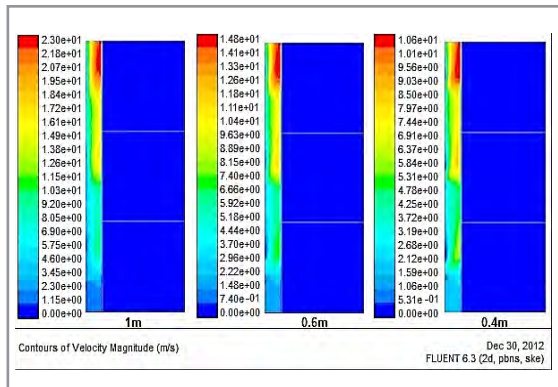 2.30e+01
2.18e+01
2.07e+01
1.95e+01
1.84e+01
1.72e+01
1.61e+01
1.49e+01
1.38e+01
1.26e+01
1.15e+01
1.03e+01
9.20e+00
8.05e+00
6.90e+00
5.75e+00
4.60e+00
3.45e+00
2.30e+00
1.15e+00
0.00e+00
1m
1.48e+01
1.41e+01
1.33e+01
1.26e+01
1.18e+01
1.11e+01
1.04e+01
9.63e+00
8.89e+00
8.15e+00
7.40e+00
6.66e+00
5.92e+00
5.18e+00
4.44e+00
3.70e+00
2.96e+00
2.22e+00
1.48e+00
7.40e-01
0.00e+00
0.6m
1.06e+01
1.01e+01
9.56e+00
9.03e+00
8.50e+00
7.97e+00
7.44e+00
6.91e+00
6.37e+00
5.84e+00
5.31e+00
4.78e+00
4.25e+00
3.72e+00
3.19e+00
2.68e+00
2.12e+00
1.59e+00
1.06e+00
5.31e-01
0.00e+00
0.4m
Contours of Velocity Magnitude (m/s)
Dec 30, 2012
FLUENT 6.3 (2d, pbns, ske)